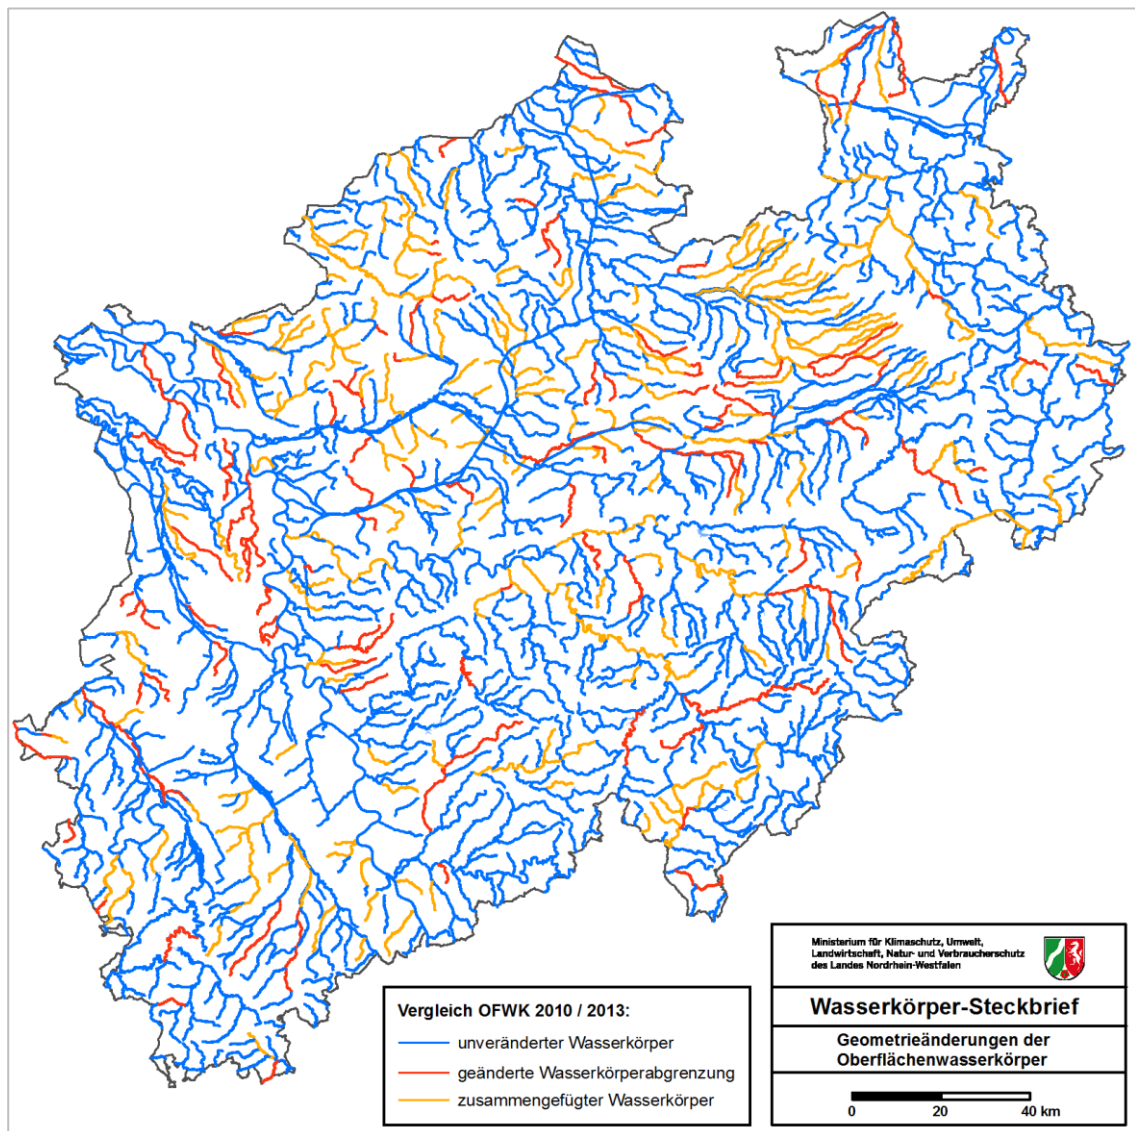 Ministerium für Klimaschutz, Umwelt,
Landwirtschaft, Natur- und Verbraucherschutz
des Landes Nordrhein-Westfalen
Wasserkörper-Steckbrief
Geometrieänderungen der
Oberflächenwasserkörper
0 20 40 km
Vergleich OFWK 2010 / 2013:
unveränderter Wasserkörper
geänderte Wasserkörperabgrenzung
zusammengefügter Wasserkörper